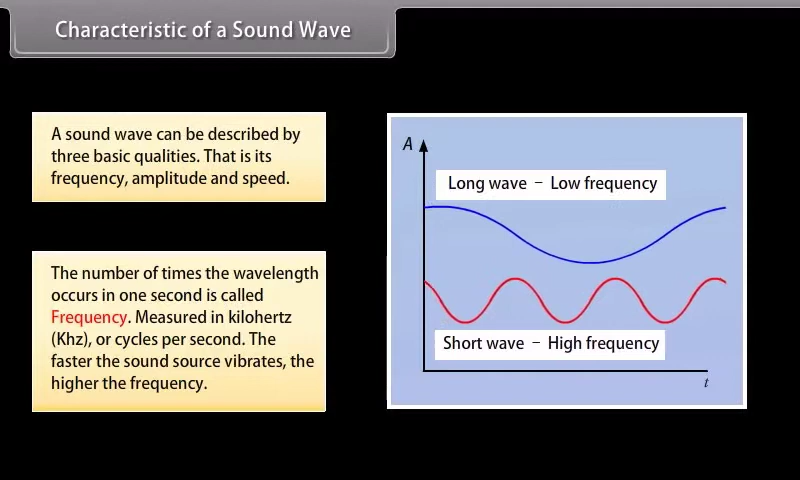 Characteristic of a Sound Wave
A sound wave can be described by
three basic qualities. That is its
frequency, amplitude and speed.
The number of times the wavelength
occurs in one second is called
Frequency. Measured in kilohertz
(Khz), or cycles per second. The
faster the sound source vibrates, the
higher the frequency.
A
Long wave – Low frequency
Short wave – High frequency
t